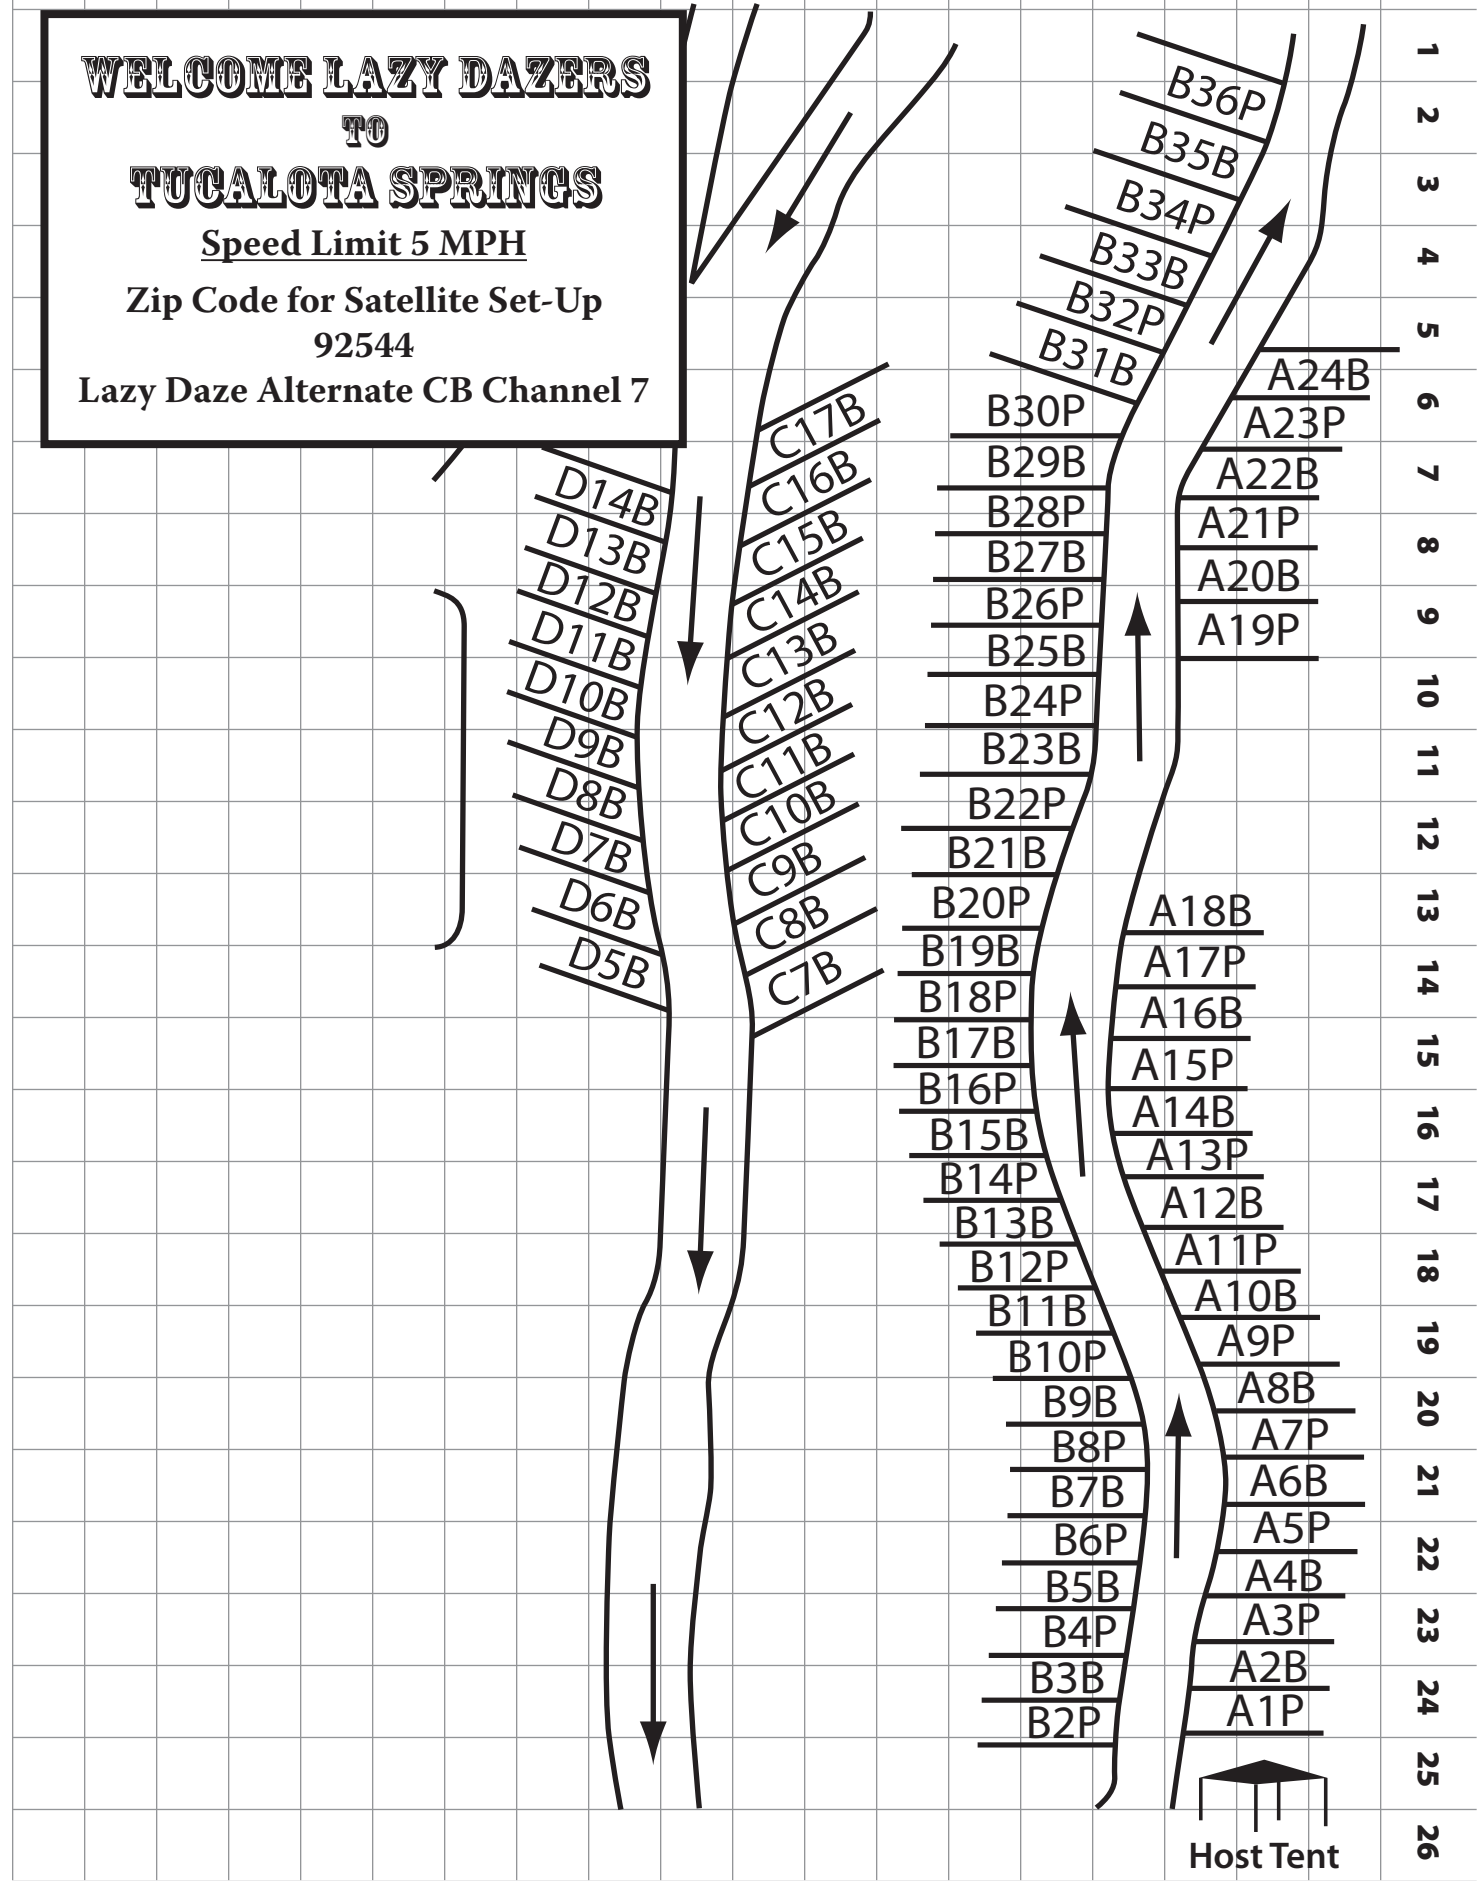 WELCOME LAZY DAZERS
TO
TUCALOTA SPRINGS
Speed Limit 5 MPH
Zip Code for Satellite Set-Up
92544
Lazy Daze Alternate CB Channel 7
D14B
D13B
D12B
D11B
D10B
D9B
D8B
D7B
D6B
D5B
C17B
C16B
C15B
C14B
C13B
C12B
C11B
C10B
C9B
C8B
C7B
B36P
B35B
B34P
B33B
B32P
B31B
B30P
B29B
B28P
B27B
B26P
B25B
B24P
B23B
B22P
B21B
B20P
B19B
B18P
B17B
B16P
B15B
B14P
B13B
B12P
B11B
B10P
B9B
B8P
B7B
B6P
B5B
B4P
B3B
B2P
A24B
A23P
A22B
A21P
A20B
A19P
A18B
A17P
A16B
A15P
A14B
A13P
A12B
A11P
A10B
A9P
A8B
A7P
A6B
A5P
A4B
A3P
A2B
A1P
Host Tent
1
2
3
4
5
6
7
8
9
10
11
12
13
14
15
16
17
18
19
20
21
22
23
24
25
26